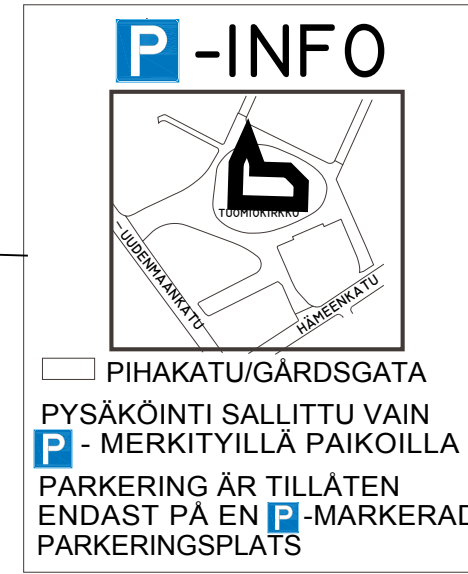 P -INFO
TUOMIOKIRKKO
UUDENMAANKATU
HÄMEENKATU
PIHAKATU/GÅRDSGATA
PYSÄKÖINTI SALLITTU VAIN
P - MERKITYILLÄ PAIKOILLA
PARKERING ÄR TILLÅTEN
ENDAST PÅ EN P -MARKERAD
PARKERINGSPLATS